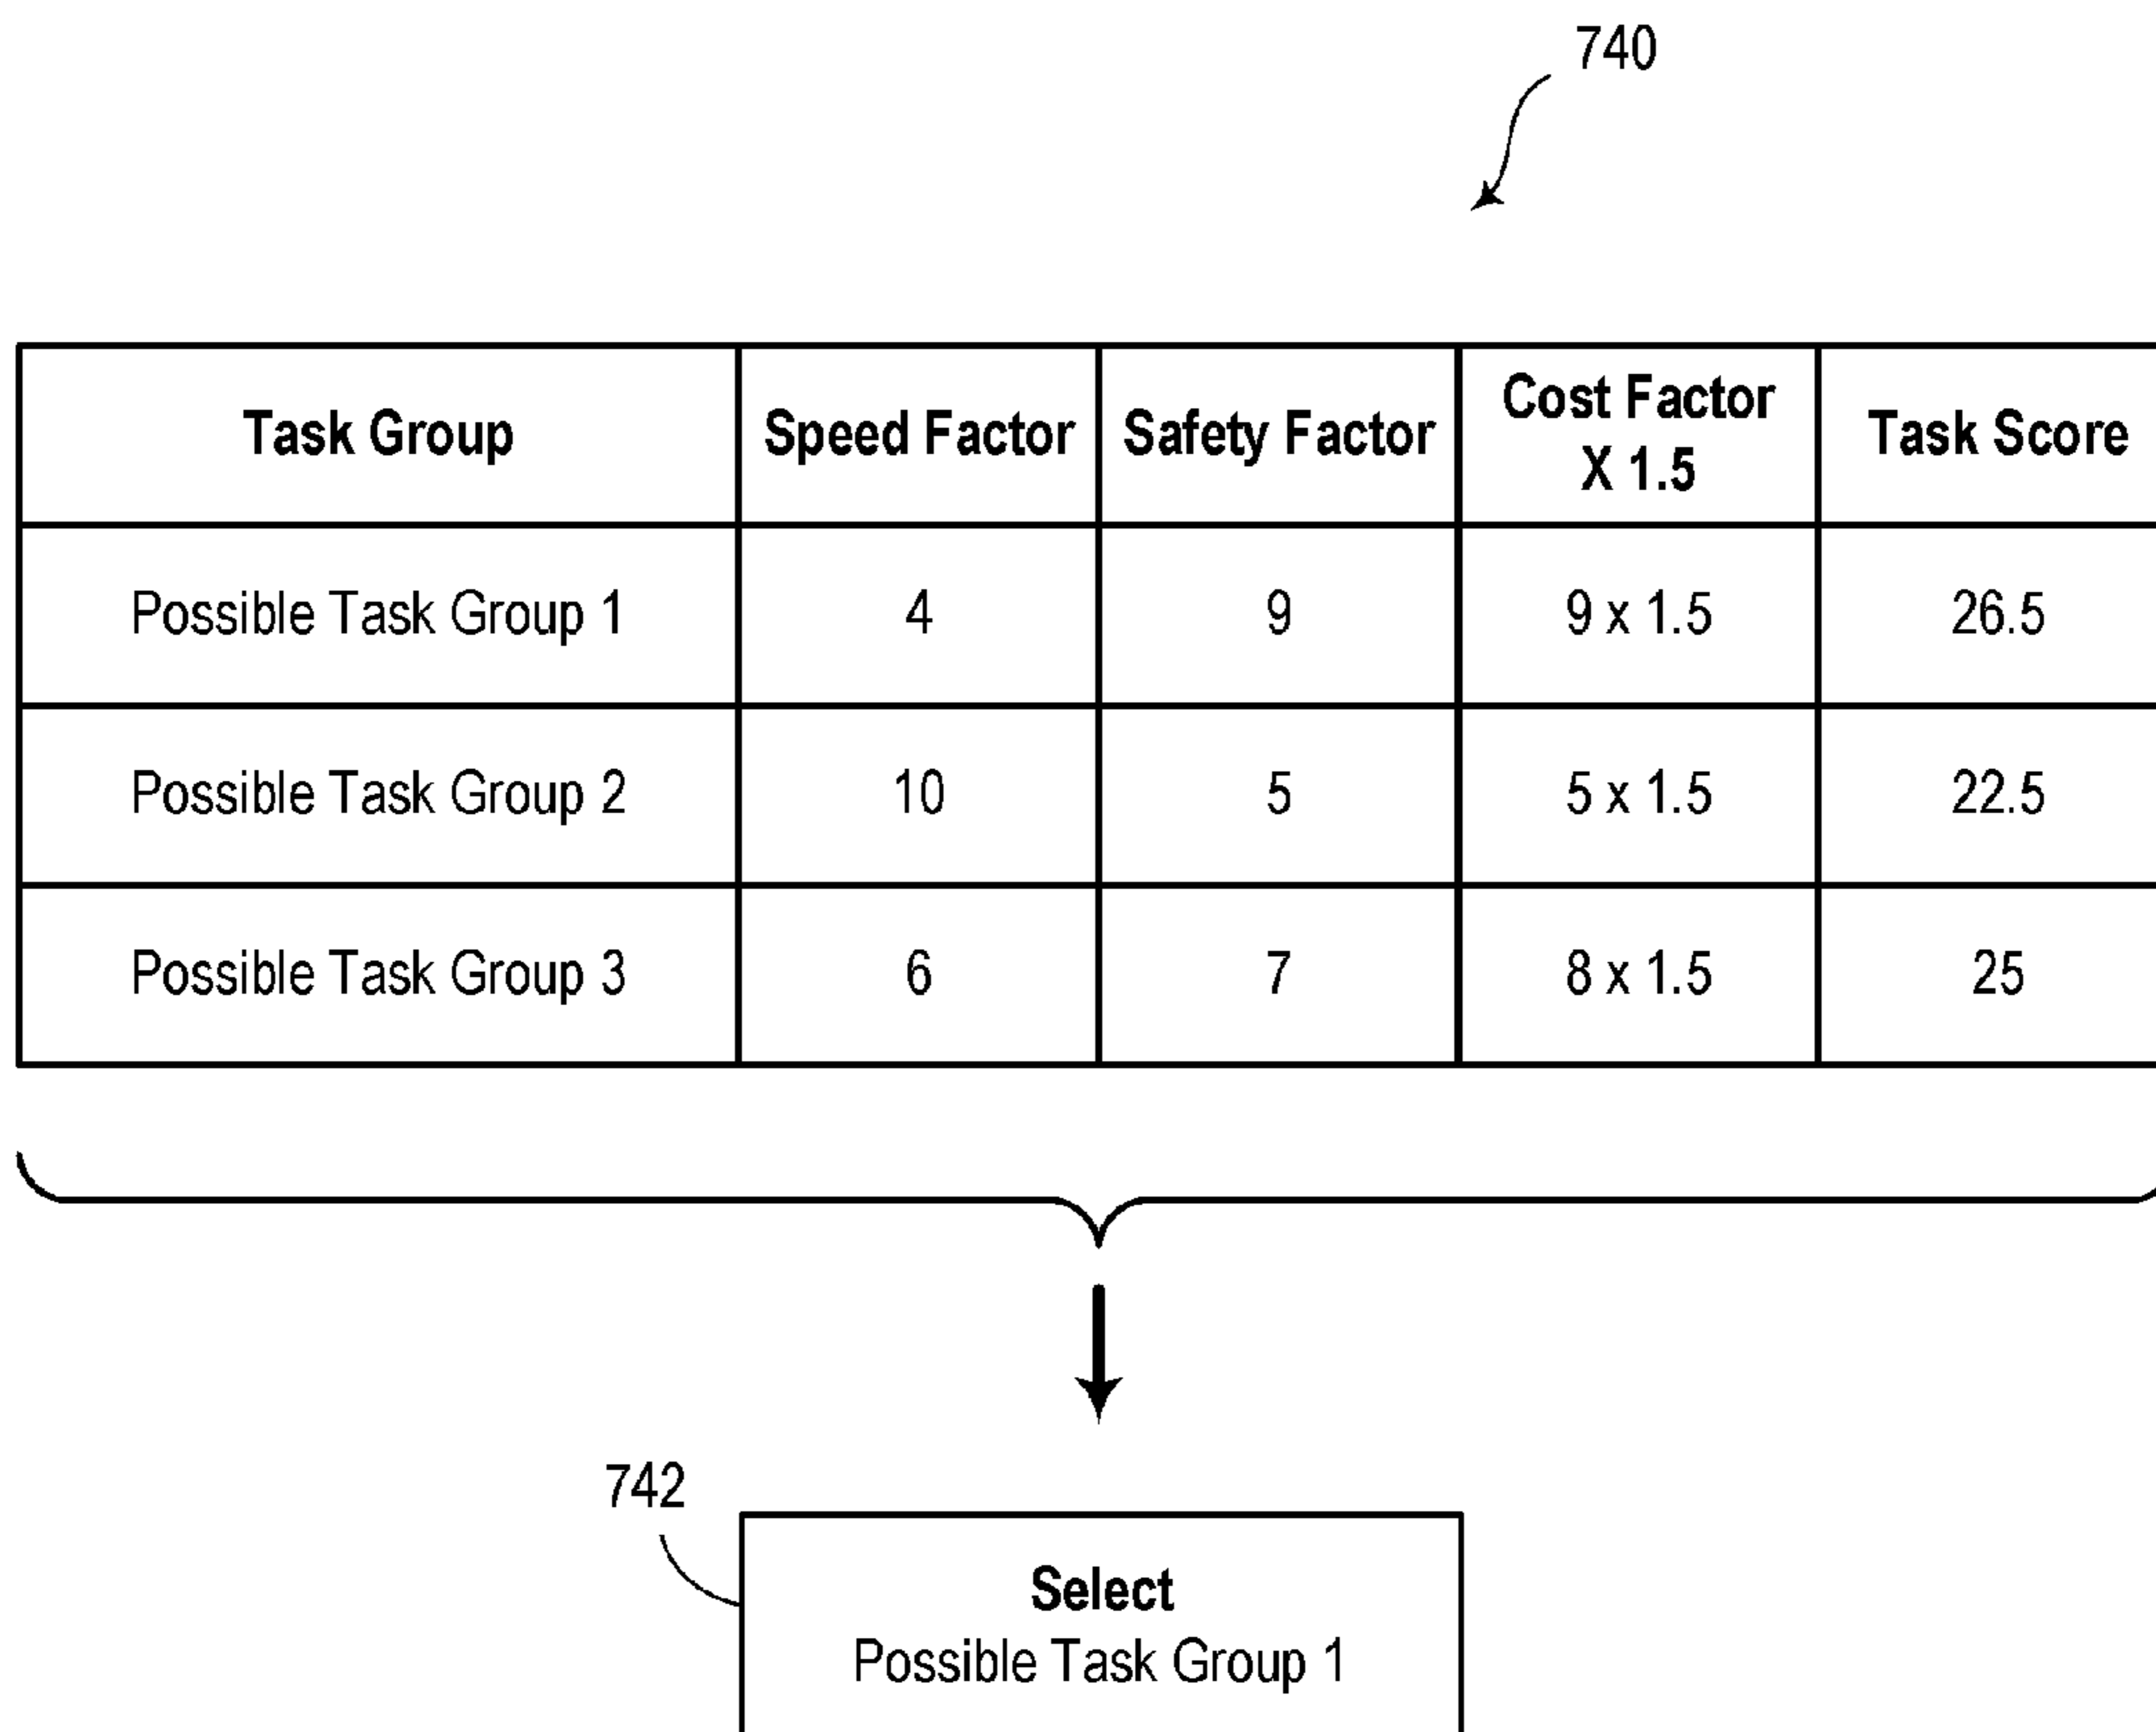 740
Task Group Speed Factor Safety Factor Cost Factor X 1.5 Task Score
Possible Task Group 1 4 9 9 x 1.5 26.5
Possible Task Group 2 10 5 5 x 1.5 22.5
Possible Task Group 3 6 7 8 x 1.5 25
742
Select
Possible Task Group 1